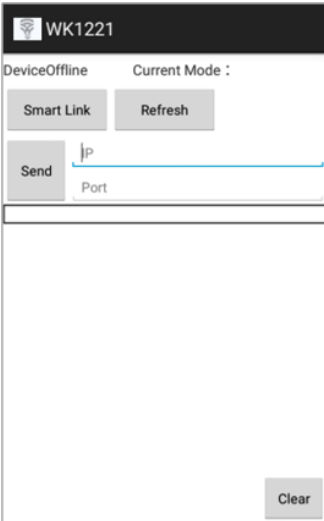 WK1221
DeviceOffline Current Mode：
Smart Link Refresh
Send
IP
Port
Clear